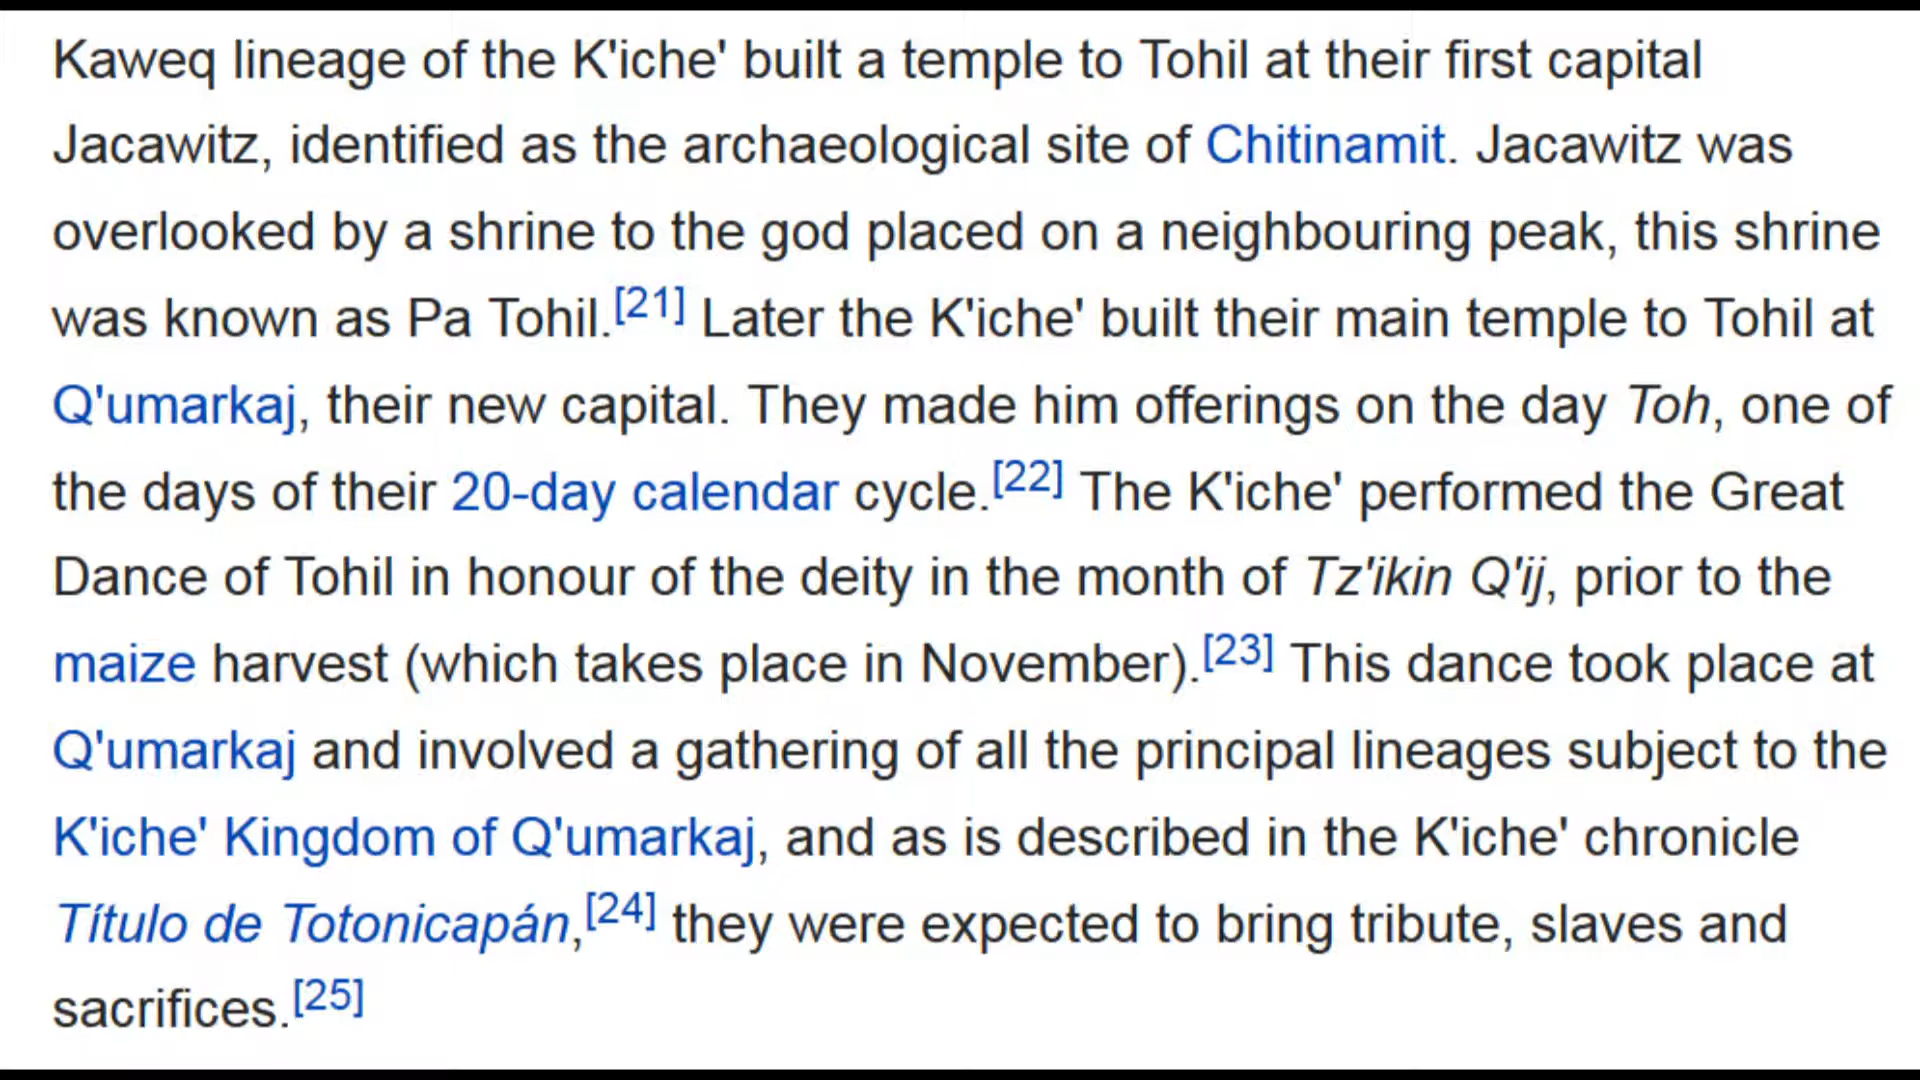 Kaweq lineage of the K'iche' built a temple to Tohil at their first capital
Jacawitz, identified as the archaeological site of Chitinamit. Jacawitz was
overlooked by a shrine to the god placed on a neighbouring peak, this shrine
was known as Pa Tohil.[21] Later the K'iche' built their main temple to Tohil at
Q'umarkaj, their new capital. They made him offerings on the day Toh, one of
the days of their 20-day calendar cycle.[22] The K'iche' performed the Great
Dance of Tohil in honour of the deity in the month of Tz'ikin Q'ij, prior to the
maize harvest (which takes place in November).[23] This dance took place at
Q'umarkaj and involved a gathering of all the principal lineages subject to the
K'iche' Kingdom of Q'umarkaj, and as is described in the K'iche' chronicle
Título de Totonicapán,[24] they were expected to bring tribute, slaves and
sacrifices.[25]